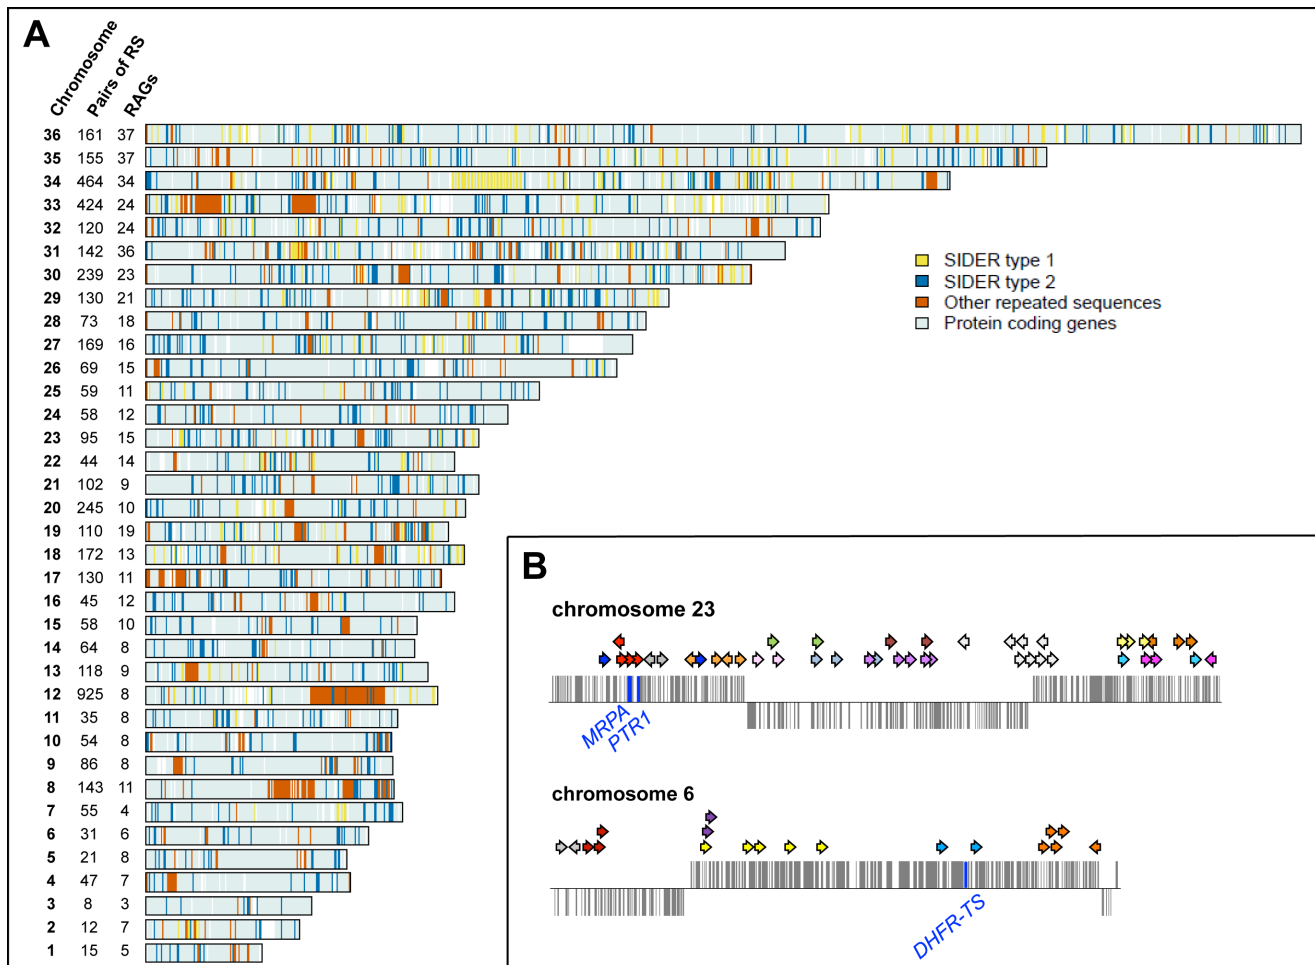 A
Chromosome
Pairs of RS
RAGs
36 161 37
35 155 37
34 464 34
33 424 24
32 120 24
31 142 36
30 239 23
29 130 21
28 73 18
27 169 16
26 69 15
25 59 11
24 58 12
23 95 15
22 44 14
21 102 9
20 245 10
19 110 19
18 172 13
17 130 11
16 45 12
15 58 10
14 64 8
13 118 9
12 925 8
11 35 8
10 54 8
9 86 8
8 143 11
7 55 4
6 31 6
5 21 8
4 47 7
3 8 3
2 12 7
1 15 5
SIDER type 1
SIDER type 2
Other repeated sequences
Protein coding genes
B
chromosome 23
MRPA
PTR1
chromosome 6
DHFR-TS